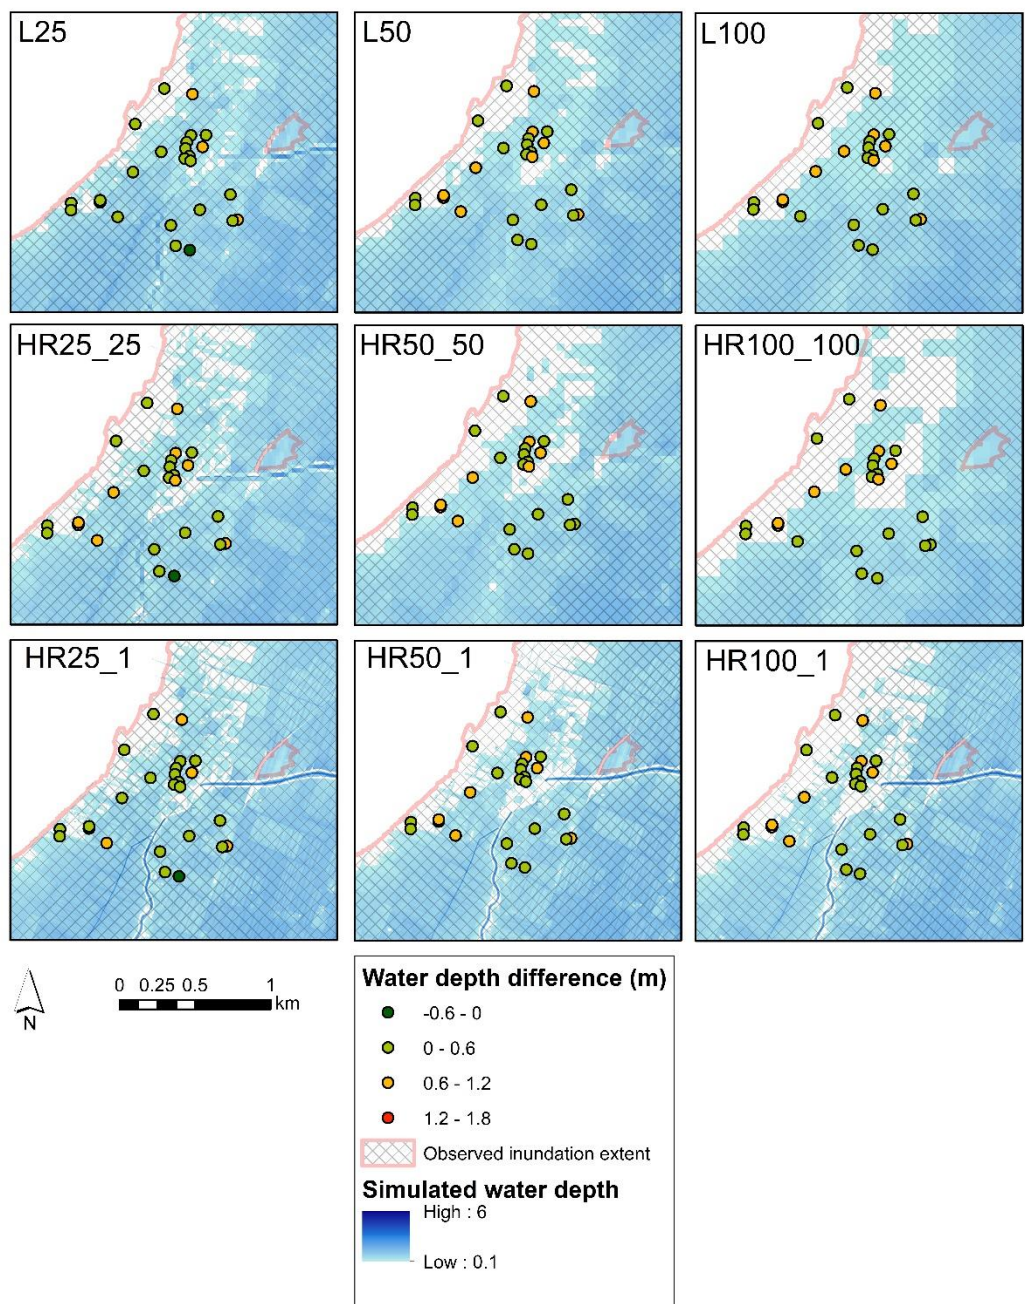 L25
L50
L100
HR25_25
HR50_50
HR100_100
HR25_1
HR50_1
HR100_1
N
0 0.25 0.5 1
km
Water depth difference (m)
-0.6 - 0
0 - 0.6
0.6 - 1.2
1.2 - 1.8
Observed inundation extent
Simulated water depth
High : 6
Low : 0.1